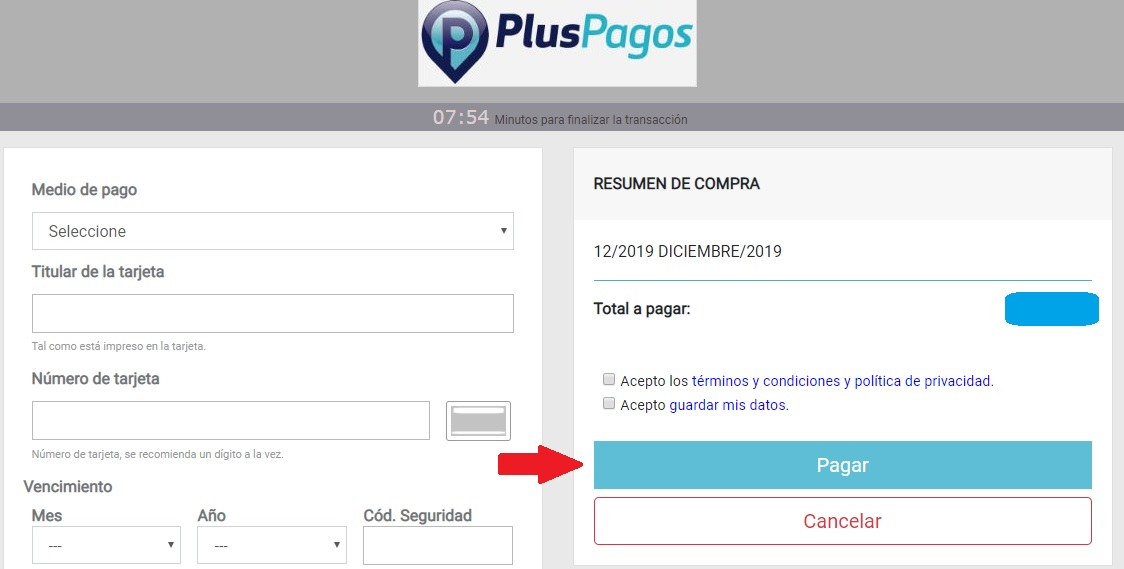 PlusPagos
07:54 Minutos para finalizar la transacción
Medio de pago
Seleccione
Titular de la tarjeta
Tal como está impreso en la tarjeta.
Número de tarjeta
Número de tarjeta, se recomienda un dígito a la vez.
Vencimiento
Mes Año Cód. Seguridad
--- ---
RESUMEN DE COMPRA
12/2019 DICIEMBRE/2019
Total a pagar:
Acepto los términos y condiciones y política de privacidad.
Acepto guardar mis datos.
Pagar
Cancelar